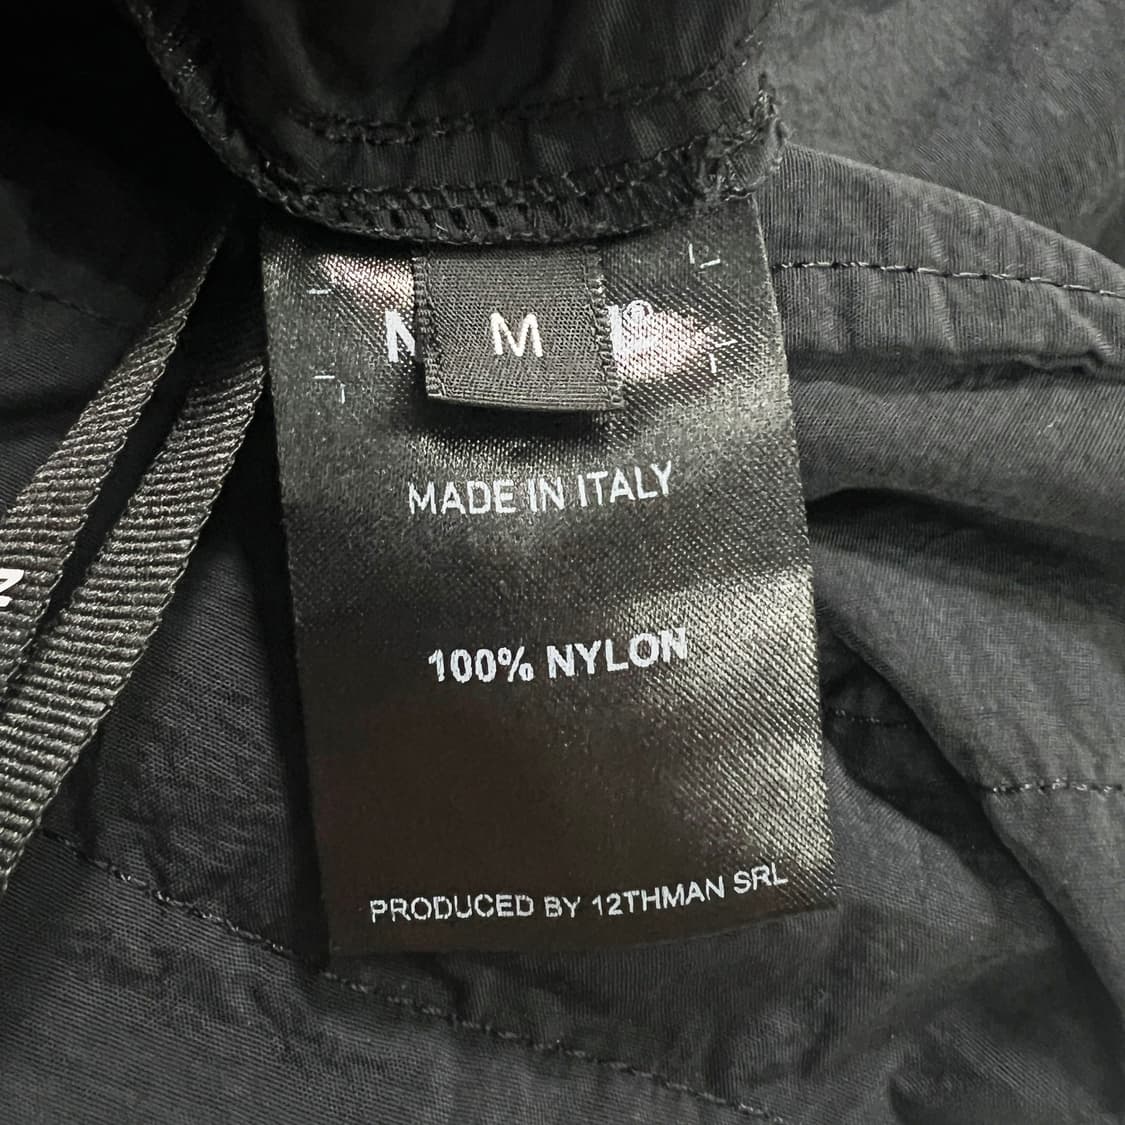 M
MADE IN ITALY
100% NYLON
PRODUCED BY 12THMAN SRL